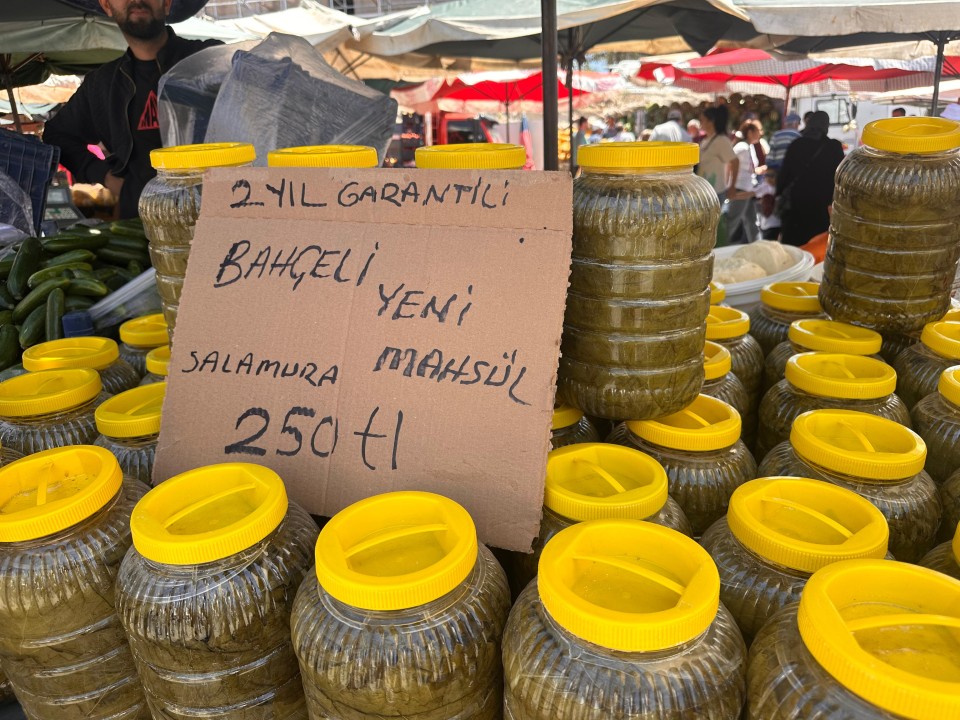 2 YIL GARANTİLİ
BAHÇELİ
YENİ
SALAMURA
MAHSÜL
250 tl